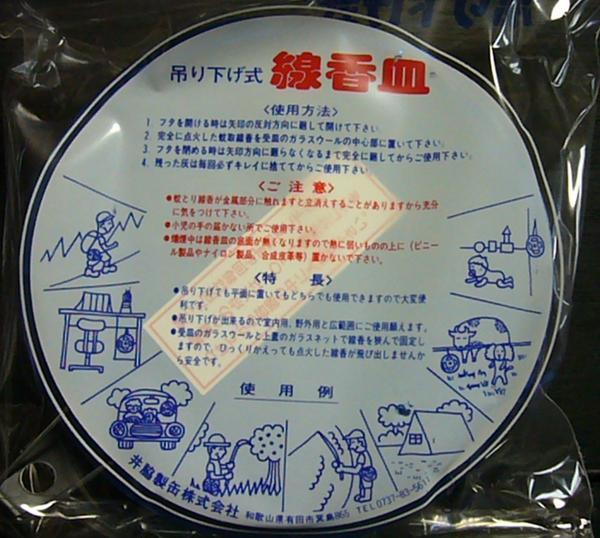 吊り下げ式 線香皿
〈使用方法〉
1. フタを開ける時は矢印の反対方向に廻して開けて下さい。
2. 完全に点火した蚊取線香を受皿のガラスウールの中心部に置いて下さい。
3. フタを閉める時は矢印方向に廻らなくなるまで完全に廻してからご使用下さい。
4. 残った灰は毎回必ずキレイに捨ててからご使用下さい。
〈ご注意〉
●蚊とり線香が金属部分に触れますと立消えすることがありますから充分
に気をつけて下さい。
●小児の手の届かない所でご使用下さい。
●燻煙中は線香皿の底面が熱くなりますので熱に弱いものの上に(ビニー
ル製品やナイロン製品、合成皮革等)置かないで下さい。
〈特長〉
●吊り下げても平面に置いてもどちらでも使用できますので大変便
利です。
●吊り下げが出来るので室内用、野外用と広範囲にご使用願えます。
●受皿のガラスウールと上蓋のガラスネットで線香を挟んで固定し
ますので、ひっくりかえっても点火した線香が飛び出しませんか
ら安全です。
使用例
井脇製缶株式会社
和歌山県有田市箕島865 TEL0737-83-5611